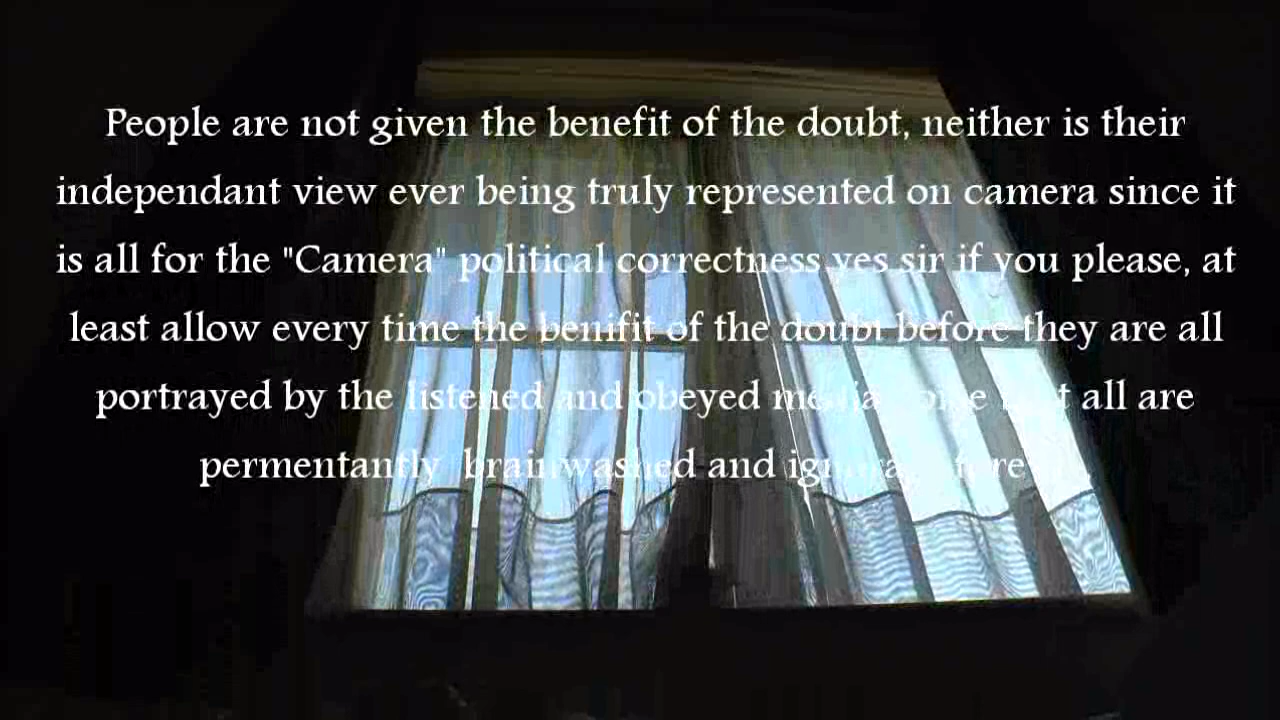 People are not given the benefit of the doubt, neither is their
independant view ever being truly represented on camera since it
is all for the "Camera" political correctness yes sir if you please, at
least allow every time the benifit of the doubt before they are all
portrayed by the listened and obeyed media all are
permentantly brainwashed and